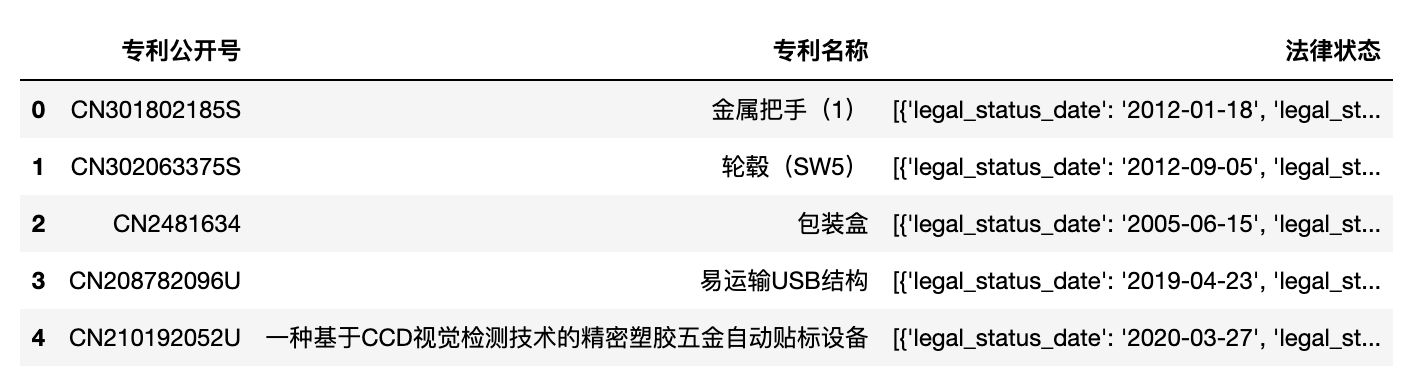 专利公开号 专利名称 法律状态
0 CN301802185S 金属把手（1） [{'legal_status_date': '2012-01-18', 'legal_st...
1 CN302063375S 轮毂（SW5） [{'legal_status_date': '2012-09-05', 'legal_st...
2 CN2481634 包装盒 [{'legal_status_date': '2005-06-15', 'legal_st...
3 CN208782096U 易运输USB结构 [{'legal_status_date': '2019-04-23', 'legal_st...
4 CN210192052U 一种基于CCD视觉检测技术的精密塑胶五金自动贴标设备 [{'legal_status_date': '2020-03-27', 'legal_st...